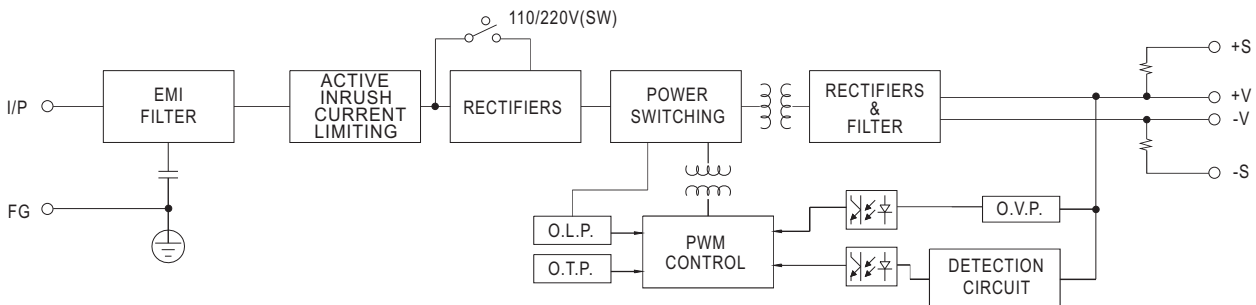 110/220V(SW)
I/P
EMI
FILTER
ACTIVE
INRUSH
CURRENT
LIMITING
RECTIFIERS
POWER
SWITCHING
RECTIFIERS
&
FILTER
+S
+V
-V
-S
FG
O.L.P.
O.T.P.
PWM
CONTROL
O.V.P.
DETECTION
CIRCUIT